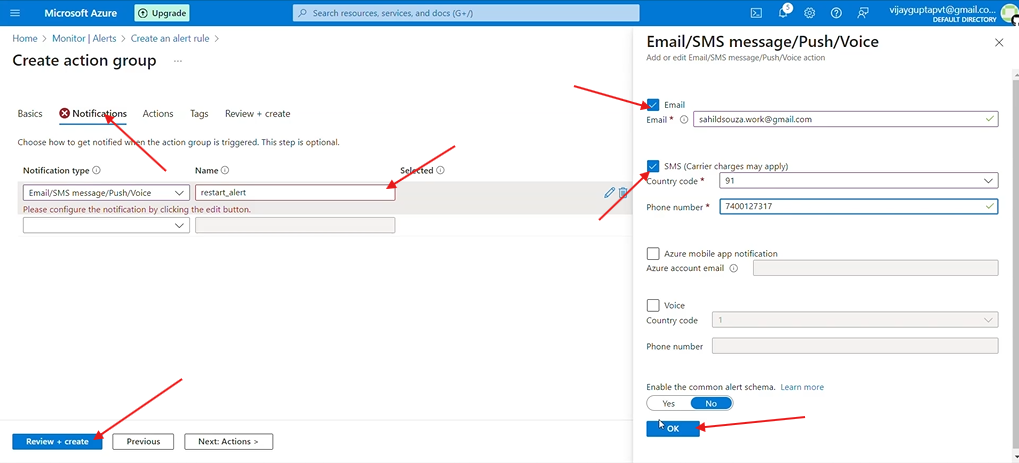 Microsoft Azure
Upgrade
Search resources, services, and docs (G+/)
5
vijayguptapvt@gmail.co...
DEFAULT DIRECTORY
Home > Monitor | Alerts > Create an alert rule >
Create action group ...
Basics
Notifications
Actions
Tags
Review + create
Choose how to get notified when the action group is triggered. This step is optional.
Notification type
Name
Selected
Email/SMS message/Push/Voice
restart_alert
Please configure the notification by clicking the edit button.
Review + create
Previous
Next: Actions >
Email/SMS message/Push/Voice
Add or edit Email/SMS message/Push/Voice action
Email
Email * sahildsouza.work@gmail.com
SMS (Carrier charges may apply)
Country code * 91
Phone number * 7400127317
Azure mobile app notification
Azure account email
Voice
Country code 1
Phone number
Enable the common alert schema. Learn more
Yes No
OK